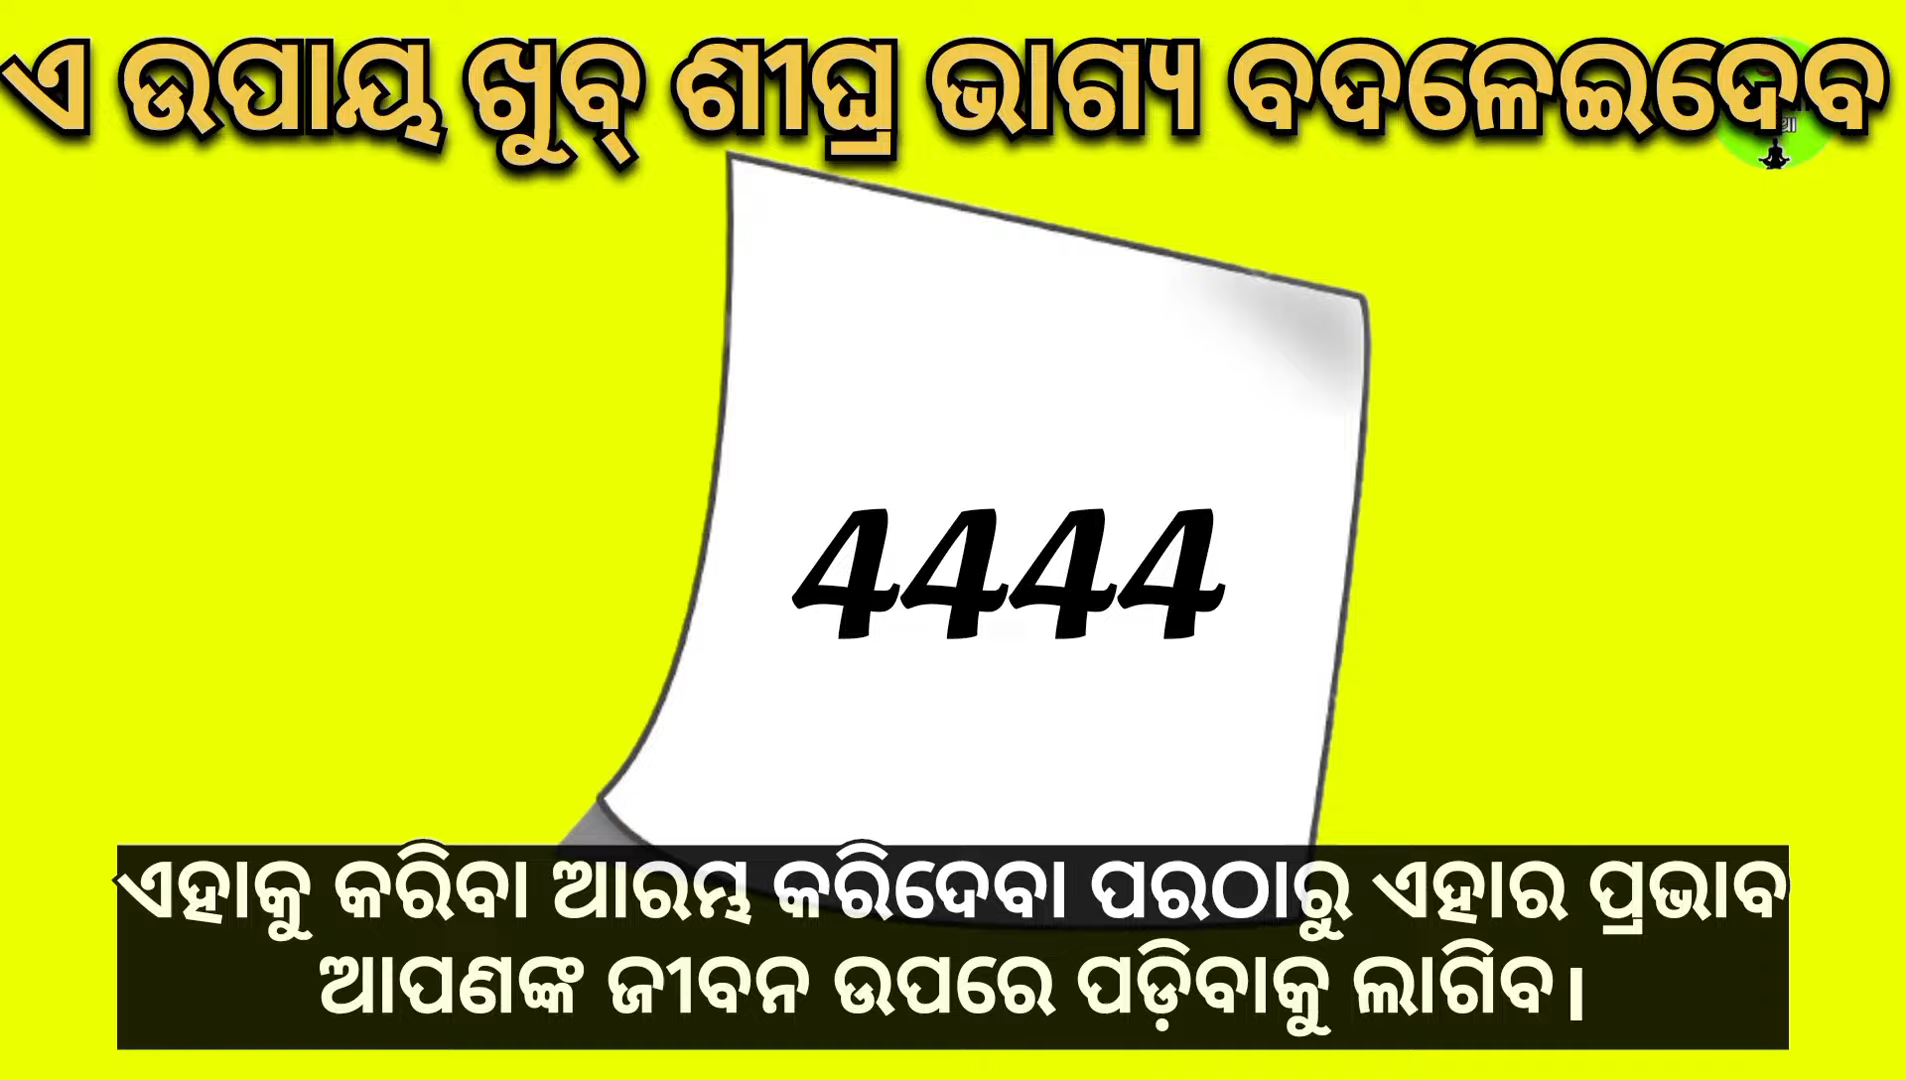 ଏ ଉପାୟ ଖୁବ୍ ଶୀଘ୍ର ଭାଗ୍ୟ ବଦଳେଇଦେବ
4444
ଏହାକୁ କରିବା ଆରମ୍ଭ କରିଦେବା ପରଠାରୁ ଏହାର ପ୍ରଭାବ
ଆପଣଙ୍କ ଜୀବନ ଉପରେ ପଡ଼ିବାକୁ ଲାଗିବ।